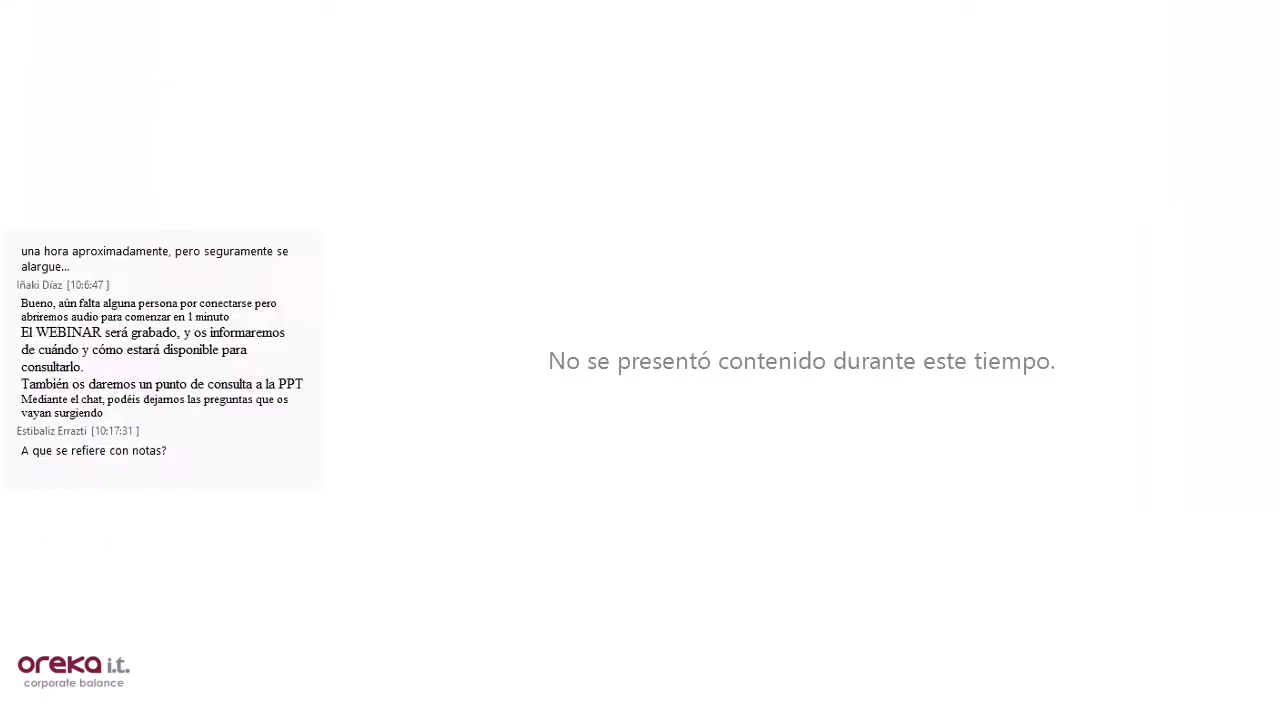 una hora aproximadamente, pero seguramente se
alargue...
Iñaki Díaz [10:6:47 ]
Bueno, aún falta alguna persona por conectarse pero
abriremos audio para comenzar en 1 minuto
El WEBINAR será grabado, y os informaremos
de cuándo y cómo estará disponible para
consultarlo.
También os daremos un punto de consulta a la PPT
Mediante el chat, podéis dejarnos las preguntas que os
vayan surgiendo
Estibaliz Errazti [10:17:31 ]
A que se refiere con notas?
No se presentó contenido durante este tiempo.
oreka i.t.
corporate balance